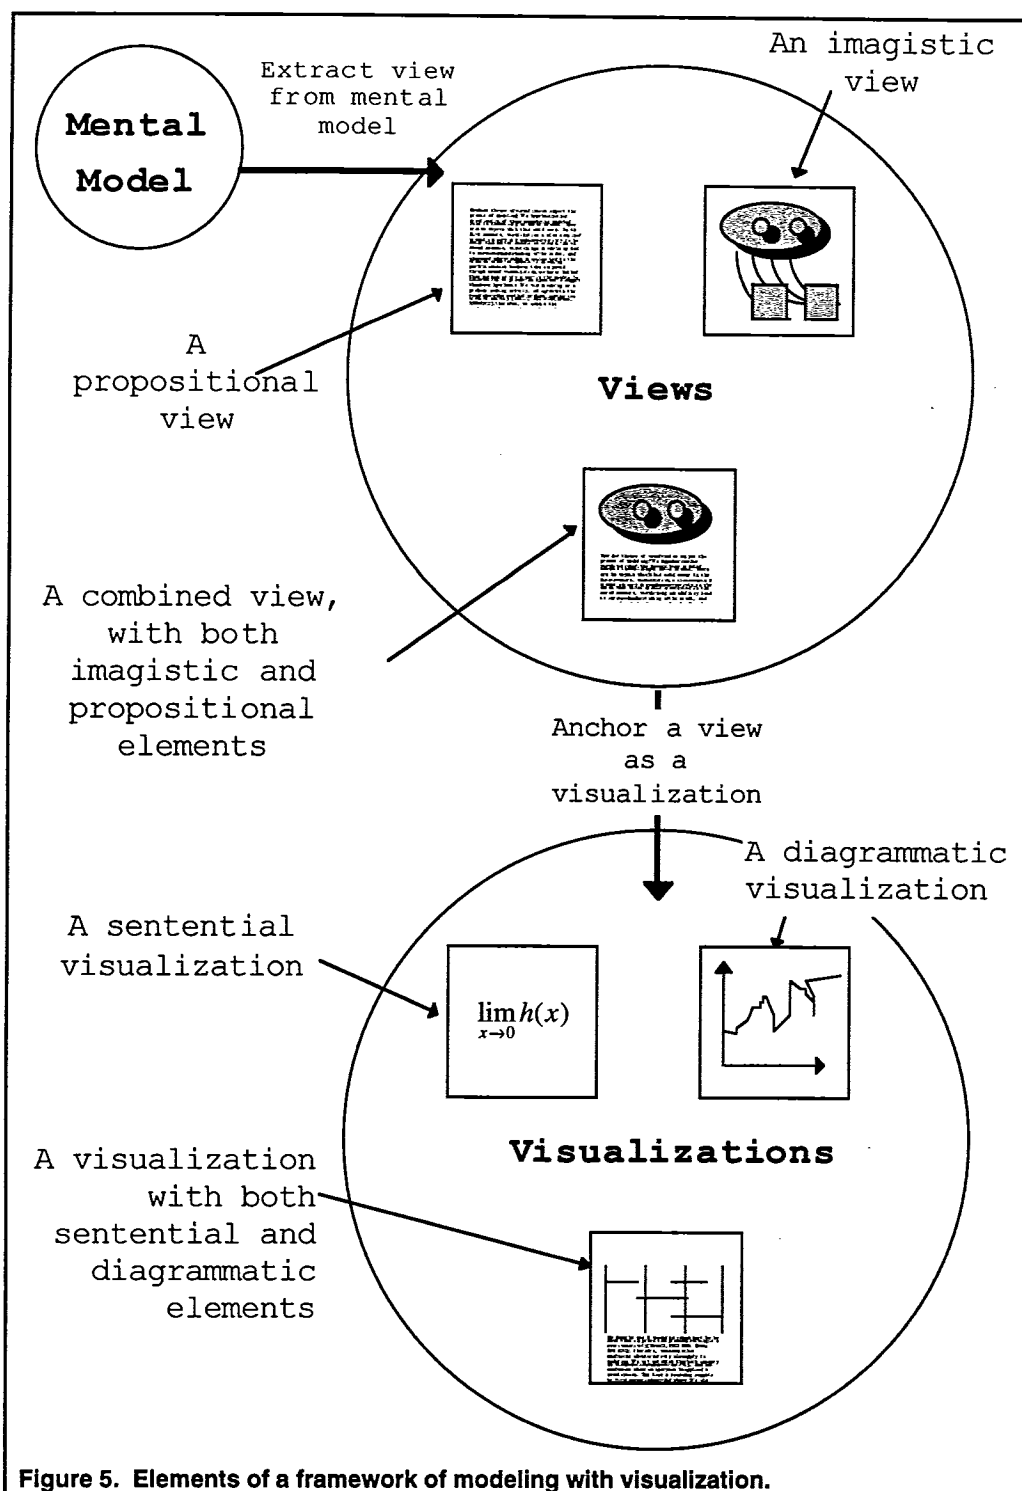 An imagistic
view
Extract view
from mental
model
Mental
Model
A
propositional
view
Views
A combined view,
with both
imagistic and
propositional
elements
Anchor a view
as a
visualization
A diagrammatic
visualization
A sentential
visualization
lim h(x)
x→0
Visualizations
A visualization
with both
sentential and
diagrammatic
elements
Figure 5. Elements of a framework of modeling with visualization.